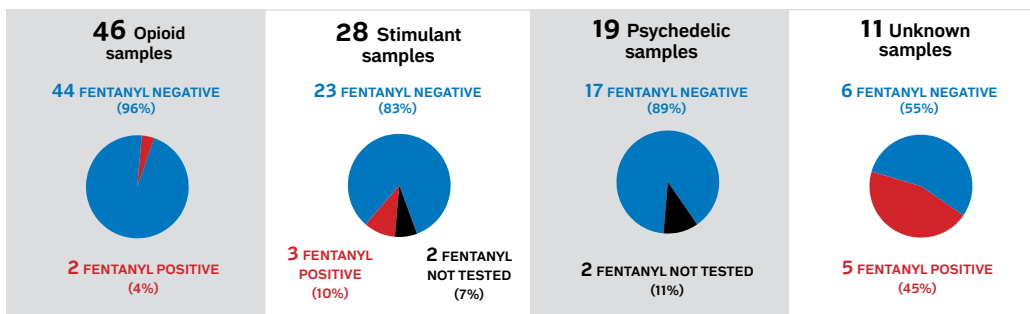 46 Opioid
samples
44 FENTANYL NEGATIVE
(96%)
2 FENTANYL POSITIVE
(4%)
28 Stimulant
samples
23 FENTANYL NEGATIVE
(83%)
3 FENTANYL
POSITIVE
(10%)
2 FENTANYL
NOT TESTED
(7%)
19 Psychedelic
samples
17 FENTANYL NEGATIVE
(89%)
2 FENTANYL NOT TESTED
(11%)
11 Unknown
samples
6 FENTANYL NEGATIVE
(55%)
5 FENTANYL POSITIVE
(45%)